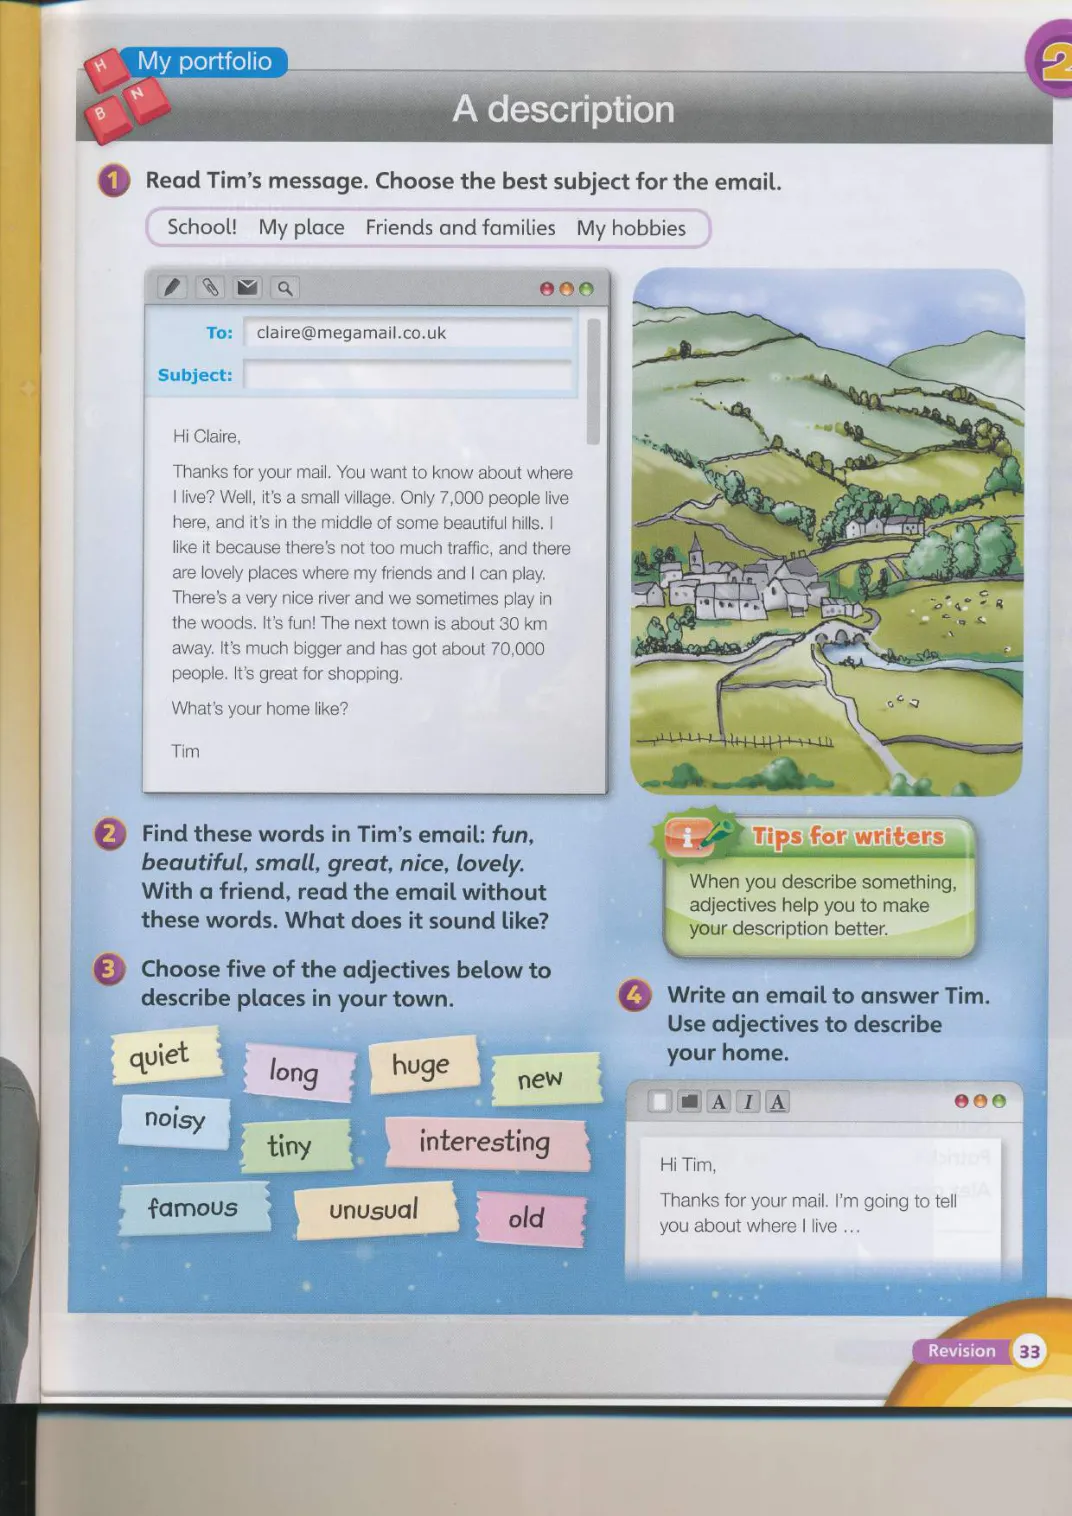 My portfolio
H
B
N
2
A description
1 Read Tim's message. Choose the best subject for the email.
School! My place Friends and families My hobbies
To: claire@megamail.co.uk
Subject:
Hi Claire,
Thanks for your mail. You want to know about where
I live? Well, it's a small village. Only 7,000 people live
here, and it's in the middle of some beautiful hills. I
like it because there's not too much traffic, and there
are lovely places where my friends and I can play.
There's a very nice river and we sometimes play in
the woods. It's fun! The next town is about 30 km
away. It's much bigger and has got about 70,000
people. It's great for shopping.
What's your home like?
Tim
2 Find these words in Tim's email: fun,
beautiful, small, great, nice, lovely.
With a friend, read the email without
these words. What does it sound like?
i Tips for writers
When you describe something,
adjectives help you to make
your description better.
3 Choose five of the adjectives below to
describe places in your town.
quiet
long
huge
new
noisy
tiny
interesting
famous
unusual
old
4 Write an email to answer Tim.
Use adjectives to describe
your home.
A I A
Hi Tim,
Thanks for your mail. I'm going to tell
you about where I live ...
Revision 33